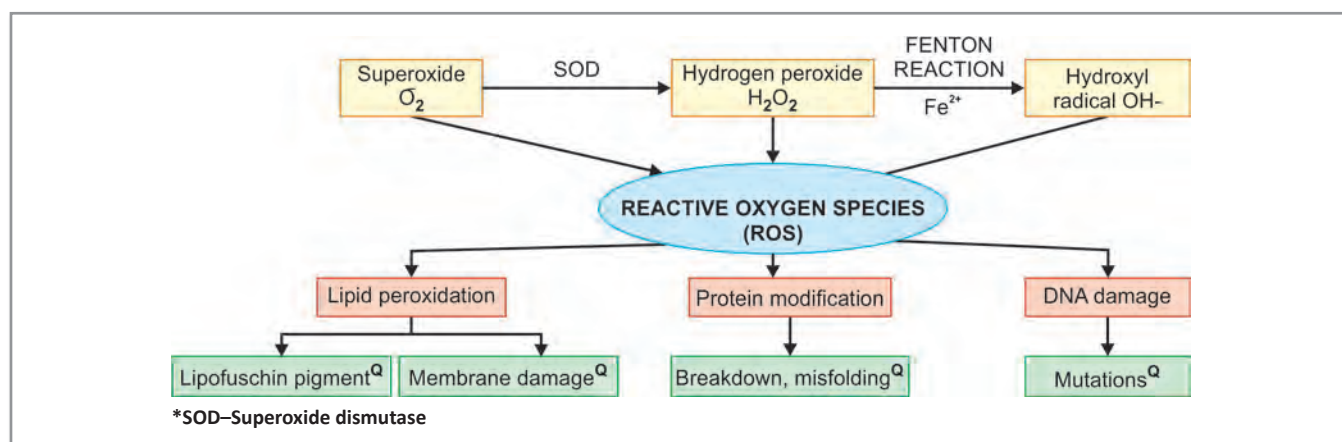 Superoxide
Ō₂
SOD
Hydrogen peroxide
H₂O₂
FENTON
REACTION
Fe²⁺
Hydroxyl
radical OH-
REACTIVE OXYGEN SPECIES
(ROS)
Lipid peroxidation
Protein modification
DNA damage
Lipofuschin pigmentQ
Membrane damageQ
Breakdown, misfoldingQ
MutationsQ
*SOD–Superoxide dismutase